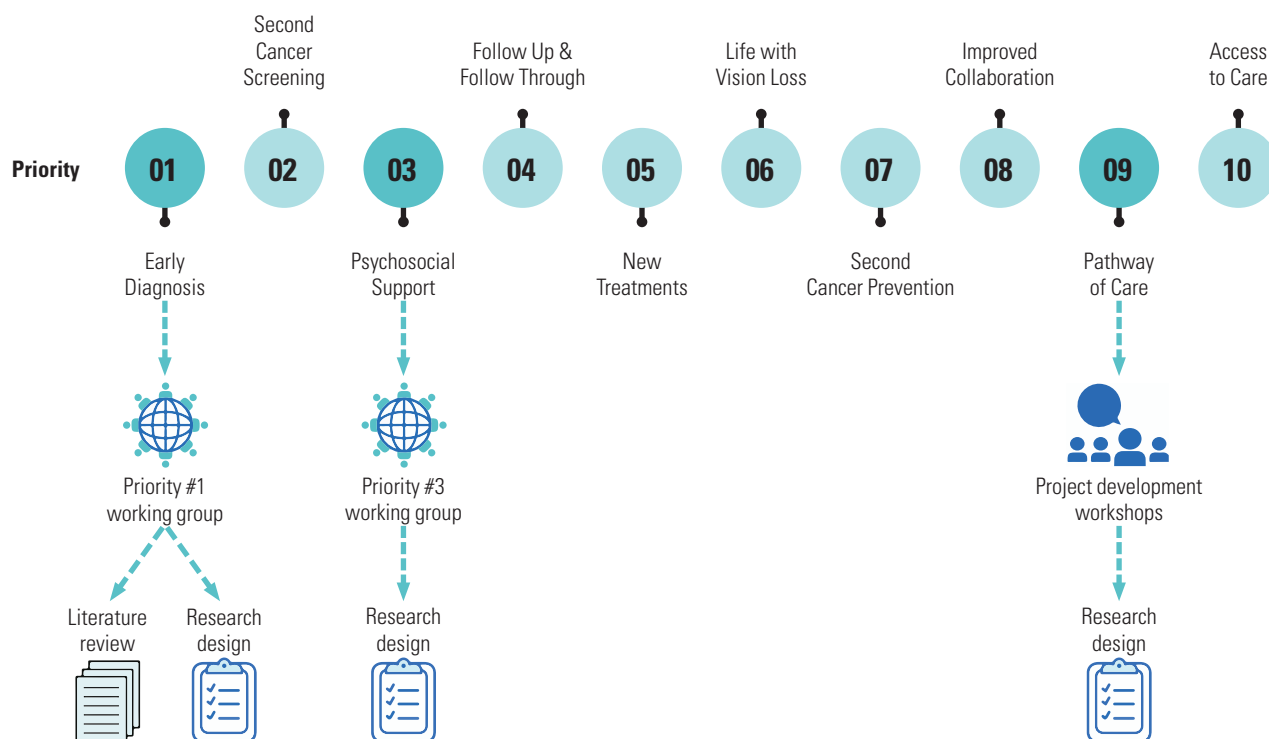 Second
Cancer
Screening
Follow Up &
Follow Through
Life with
Vision Loss
Improved
Collaboration
Access
to Care
Priority
01
02
03
04
05
06
07
08
09
10
Early
Diagnosis
Psychosocial
Support
New
Treatments
Second
Cancer Prevention
Pathway
of Care
Priority #1
working group
Priority #3
working group
Project development
workshops
Literature
review
Research
design
Research
design
Research
design